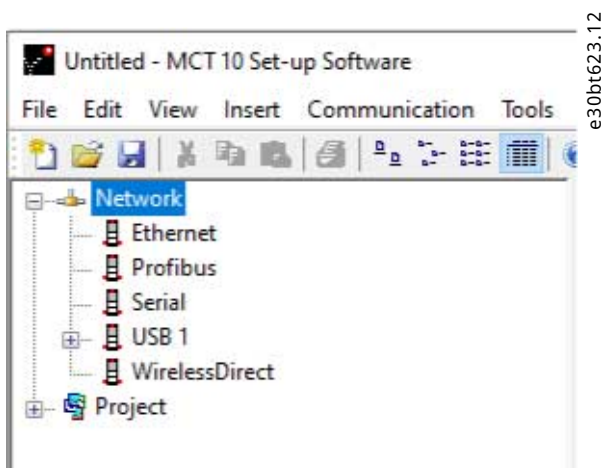 Untitled - MCT 10 Set-up Software
File Edit View Insert Communication Tools
Network
Ethernet
Profibus
Serial
USB 1
WirelessDirect
Project
e30bt623.12